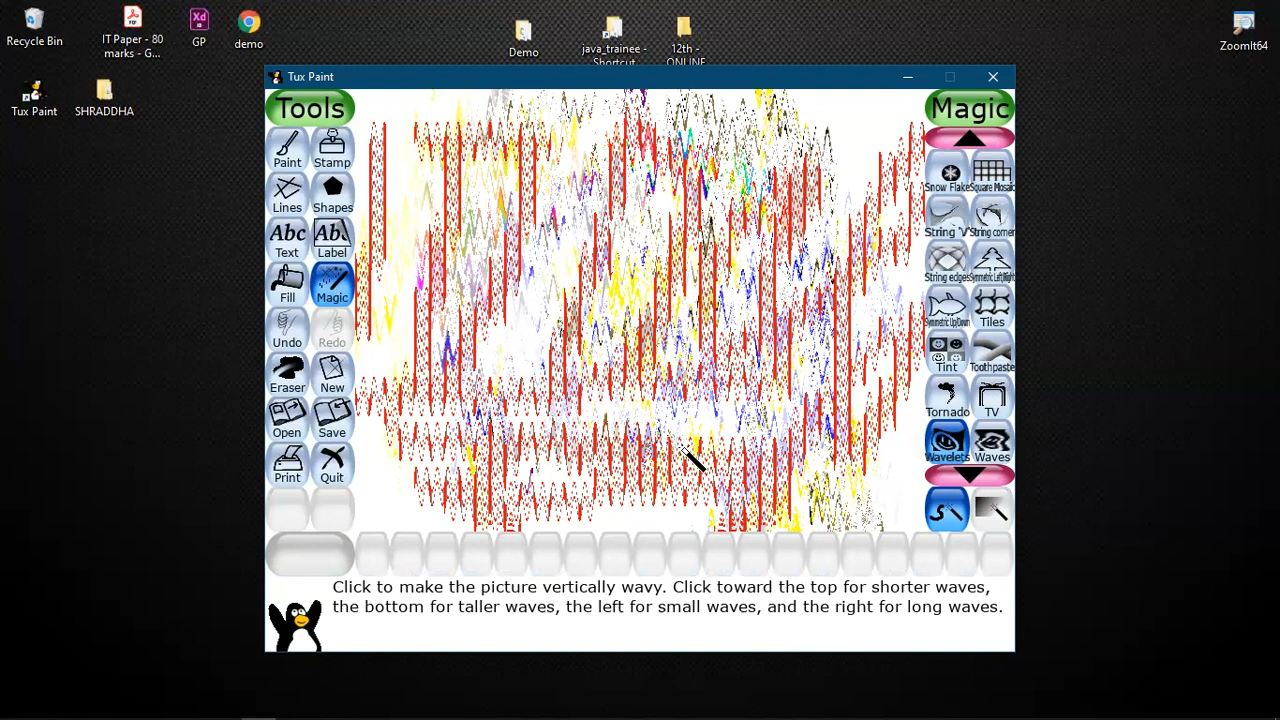 Recycle Bin
IT Paper - 80
marks - G...
GP
demo
Demo
java_trainee -
Shortcut
12th -
ONLINE
ZoomIt64
Tux Paint
SHRADDHA
Tux Paint
Tools
Magic
Paint
Stamp
Lines
Shapes
Abc
Text
Abc
Label
Fill
Magic
Undo
Redo
Eraser
New
Open
Save
Print
Quit
Snow Flake
Square Mosaic
String "V"
String corner
String edges
Symmetric Left/Right
Symmetric Up/Down
Tiles
Tint
Toothpaste
Tornado
TV
Wavelets
Waves
Click to make the picture vertically wavy. Click toward the top for shorter waves,
the bottom for taller waves, the left for small waves, and the right for long waves.